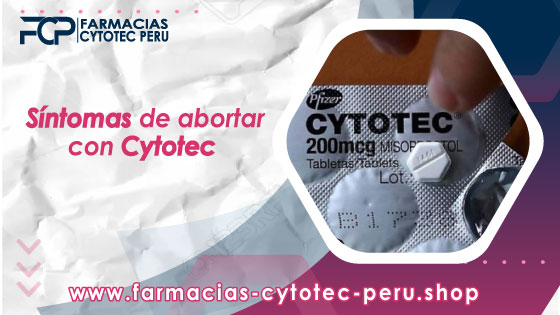 FCP FARMACIAS
CYTOTEC PERU
Síntomas de abortar
con Cytotec
Pfizer
CYTOTEC®
200mcg MISOPROSTOL
Tabletas/Tablets
Lot.
www.farmacias-cytotec-peru.shop